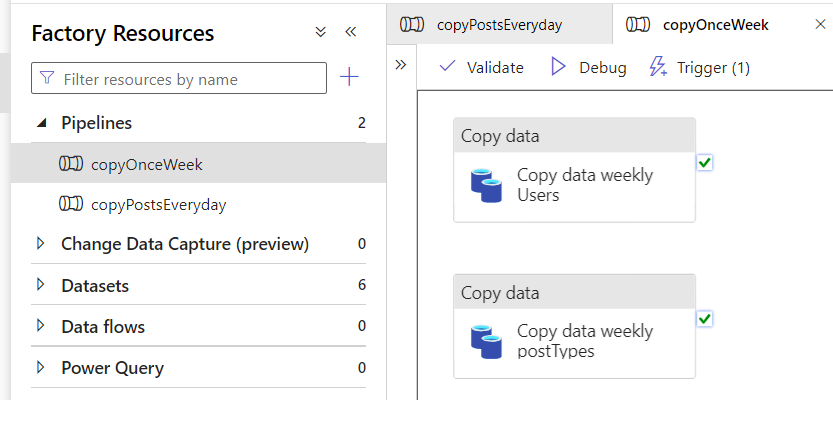 Factory Resources
Filter resources by name
Pipelines 2
copyOnceWeek
copyPostsEveryday
Change Data Capture (preview) 0
Datasets 6
Data flows 0
Power Query 0
copyPostsEveryday
copyOnceWeek
Validate Debug Trigger (1)
Copy data
Copy data weekly
Users
Copy data
Copy data weekly
postTypes